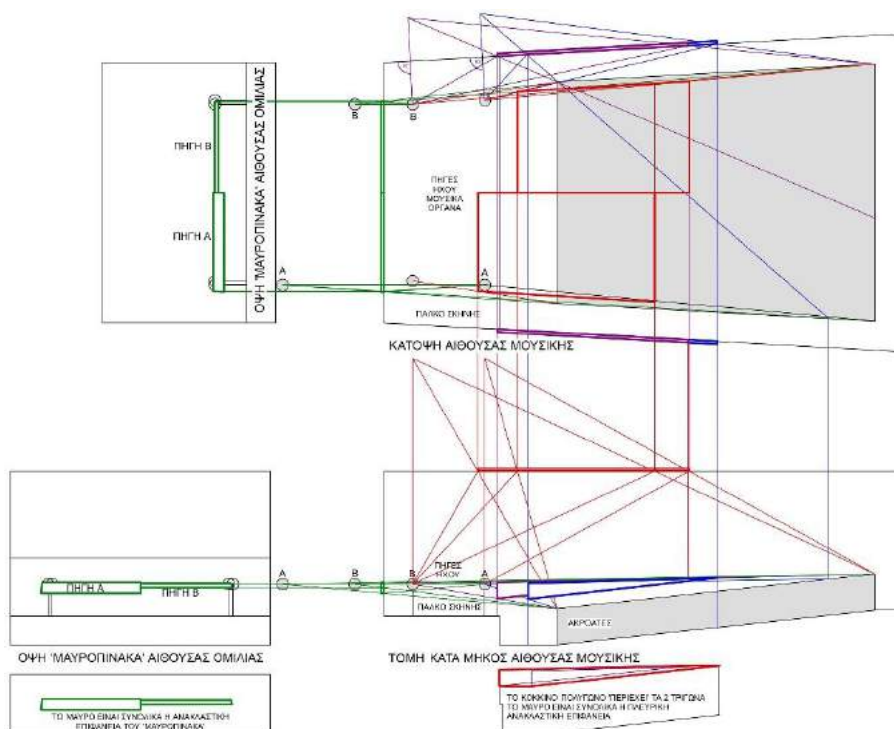 ΟΨΗ 'ΜΑΥΡΟΠΙΝΑΚΑ' ΑΙΘΟΥΣΑΣ ΟΜΙΛΙΑΣ
ΠΗΓΗ Β
ΠΗΓΗ Α
Β
Β
Α
Α
ΠΗΓΕΣ
ΗΧΟΥ
ΜΟΥΣΙΚΑ
ΟΡΓΑΝΑ
ΠΑΛΚΟ ΣΚΗΝΗΣ
ΚΑΤΟΨΗ ΑΙΘΟΥΣΑΣ ΜΟΥΣΙΚΗΣ
ΠΗΓΗ Α
ΠΗΓΗ Β
Α
Β
Β
ΠΗΓΕΣ
ΗΧΟΥ
Α
ΠΑΛΚΟ ΣΚΗΝΗΣ
ΑΚΡΟΑΤΕΣ
ΟΨΗ 'ΜΑΥΡΟΠΙΝΑΚΑ' ΑΙΘΟΥΣΑΣ ΟΜΙΛΙΑΣ
ΤΟΜΗ ΚΑΤΑ ΜΗΚΟΣ ΑΙΘΟΥΣΑΣ ΜΟΥΣΙΚΗΣ
ΤΟ ΜΑΥΡΟ ΕΙΝΑΙ ΣΥΝΟΛΙΚΑ Η ΑΝΑΚΛΑΣΤΙΚΗ
ΕΠΙΦΑΝΕΙΑ ΤΟΥ 'ΜΑΥΡΟΠΙΝΑΚΑ'
ΤΟ ΚΟΚΚΙΝΟ ΠΟΛΥΓΩΝΟ 'ΠΕΡΙΕΧΕΙ' ΤΑ 2 ΤΡΙΓΩΝΑ
ΤΟ ΜΑΥΡΟ ΕΙΝΑΙ ΣΥΝΟΛΙΚΑ Η ΠΛΕΥΡΙΚΗ
ΑΝΑΚΛΑΣΤΙΚΗ ΕΠΙΦΑΝΕΙΑ